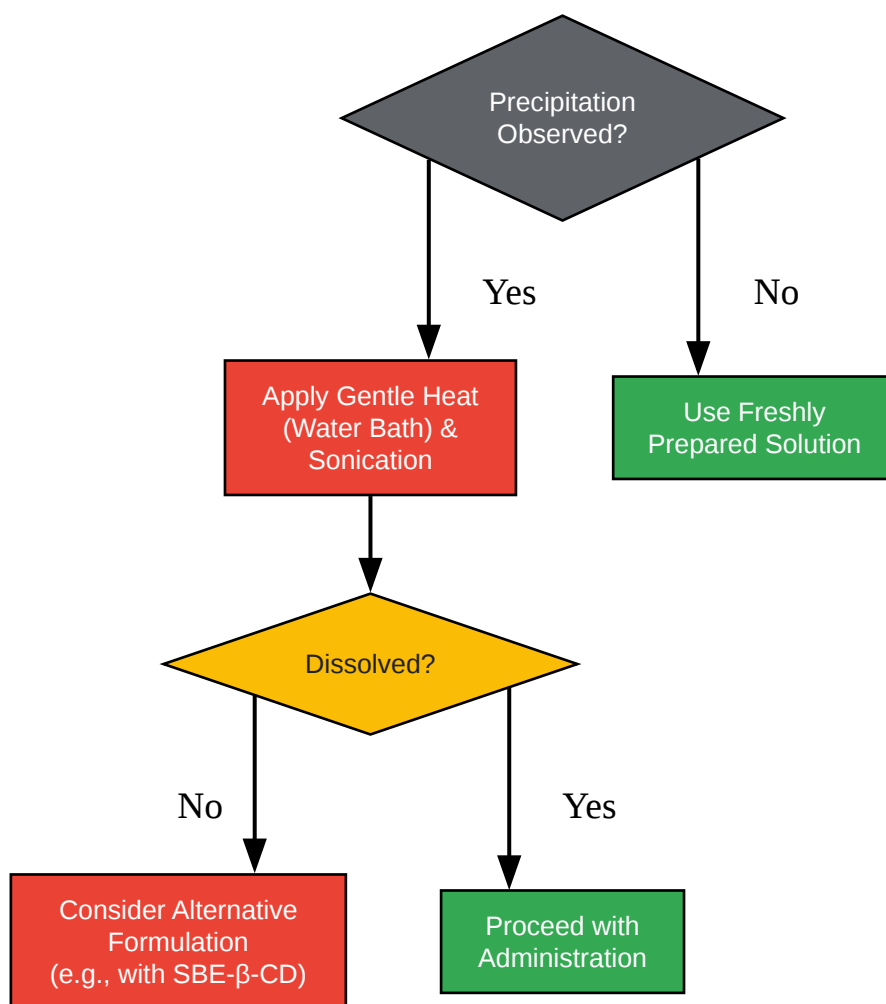 Precipitation
Observed?
Yes
No
Apply Gentle Heat
(Water Bath) &
Sonication
Use Freshly
Prepared Solution
Dissolved?
No
Yes
Consider Alternative
Formulation
(e.g., with SBE-β-CD)
Proceed with
Administration